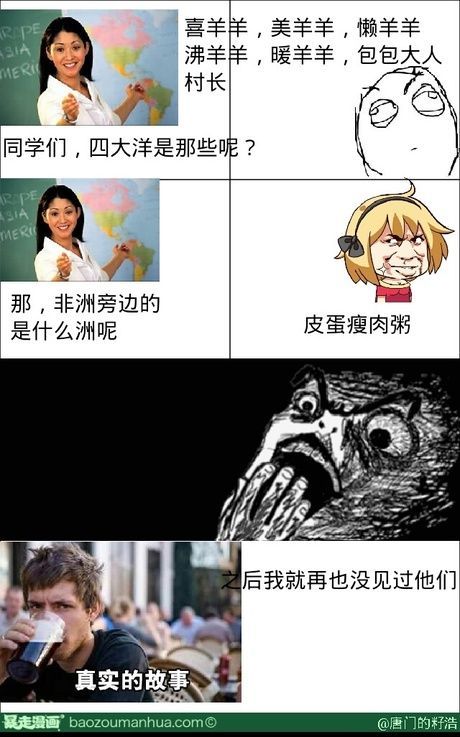 喜羊羊，美羊羊，懒羊羊
沸羊羊，暖羊羊，包包大人
村长
同学们，四大洋是那些呢？
那，非洲旁边的
是什么洲呢
皮蛋瘦肉粥
之后我就再也没见过他们
真实的故事
暴走漫画 baozoumanhua.com©
@唐门的籽浩